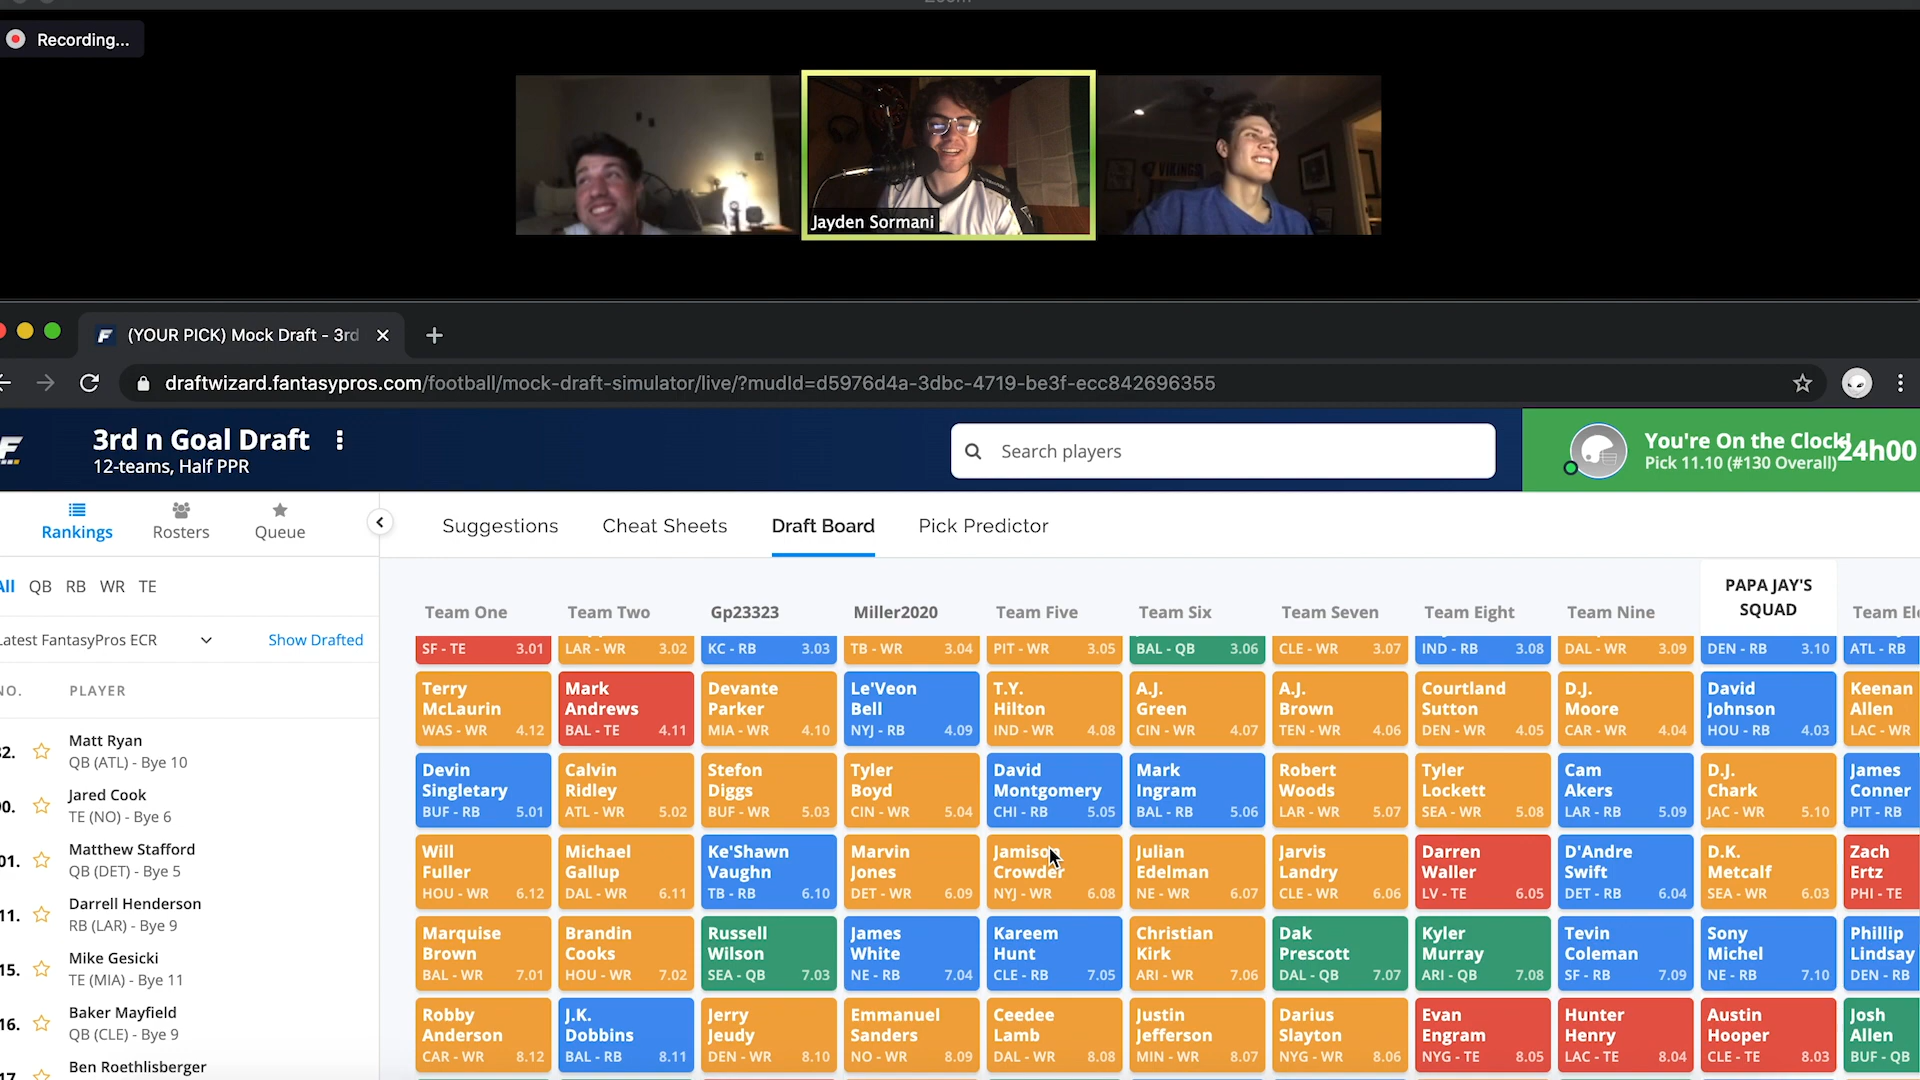 Zoom
Recording...
VIKINGS
Jayden Sormani
(YOUR PICK) Mock Draft - 3rd
draftwizard.fantasypros.com/football/mock-draft-simulator/live/?mudId=d5976d4a-3dbc-4719-be3f-ecc842696355
3rd n Goal Draft
12-teams, Half PPR
Search players
You're On the Clock!
Pick 11.10 (#130 Overall)
24h00
Rankings Rosters Queue
Suggestions Cheat Sheets Draft Board Pick Predictor
All QB RB WR TE
Latest FantasyPros ECR Show Drafted
NO. PLAYER
Matt Ryan
QB (ATL) - Bye 10
Jared Cook
TE (NO) - Bye 6
Matthew Stafford
QB (DET) - Bye 5
Darrell Henderson
RB (LAR) - Bye 9
Mike Gesicki
TE (MIA) - Bye 11
Baker Mayfield
QB (CLE) - Bye 9
Ben Roethlisberger
Team One Team Two Gp23323 Miller2020 Team Five Team Six Team Seven Team Eight Team Nine PAPA JAY'S SQUAD Team Ele
SF - TE 3.01 LAR - WR 3.02 KC - RB 3.03 TB - WR 3.04 PIT - WR 3.05 BAL - QB 3.06 CLE - WR 3.07 IND - RB 3.08 DAL - WR 3.09 DEN - RB 3.10 ATL - RB
Terry Mark Devante Le'Veon T.Y. A.J. A.J. Courtland D.J. David Keenan
McLaurin Andrews Parker Bell Hilton Green Brown Sutton Moore Johnson Allen
WAS - WR 4.12 BAL - TE 4.11 MIA - WR 4.10 NYJ - RB 4.09 IND - WR 4.08 CIN - WR 4.07 TEN - WR 4.06 DEN - WR 4.05 CAR - WR 4.04 HOU - RB 4.03 LAC - WR
Devin Calvin Stefon Tyler David Mark Robert Tyler Cam D.J. James
Singletary Ridley Diggs Boyd Montgomery Ingram Woods Lockett Akers Chark Conner
BUF - RB 5.01 ATL - WR 5.02 BUF - WR 5.03 CIN - WR 5.04 CHI - RB 5.05 BAL - RB 5.06 LAR - WR 5.07 SEA - WR 5.08 LAR - RB 5.09 JAC - WR 5.10 PIT - RB
Will Michael Ke'Shawn Marvin Jamison Julian Jarvis Darren D'Andre D.K. Zach
Fuller Gallup Vaughn Jones Crowder Edelman Landry Waller Swift Metcalf Ertz
HOU - WR 6.12 DAL - WR 6.11 TB - RB 6.10 DET - WR 6.09 NYJ - WR 6.08 NE - WR 6.07 CLE - WR 6.06 LV - TE 6.05 DET - RB 6.04 SEA - WR 6.03 PHI - TE
Marquise Brandin Russell James Kareem Christian Dak Kyler Tevin Sony Phillip
Brown Cooks Wilson White Hunt Kirk Prescott Murray Coleman Michel Lindsay
BAL - WR 7.01 HOU - WR 7.02 SEA - QB 7.03 NE - RB 7.04 CLE - RB 7.05 ARI - WR 7.06 DAL - QB 7.07 ARI - QB 7.08 SF - RB 7.09 NE - RB 7.10 DEN - RB
Robby J.K. Jerry Emmanuel Ceedee Justin Darius Evan Hunter Austin Josh
Anderson Dobbins Jeudy Sanders Lamb Jefferson Slayton Engram Henry Hooper Allen
CAR - WR 8.12 BAL - RB 8.11 DEN - WR 8.10 NO - WR 8.09 DAL - WR 8.08 MIN - WR 8.07 NYG - WR 8.06 NYG - TE 8.05 LAC - TE 8.04 CLE - TE 8.03 BUF - QB